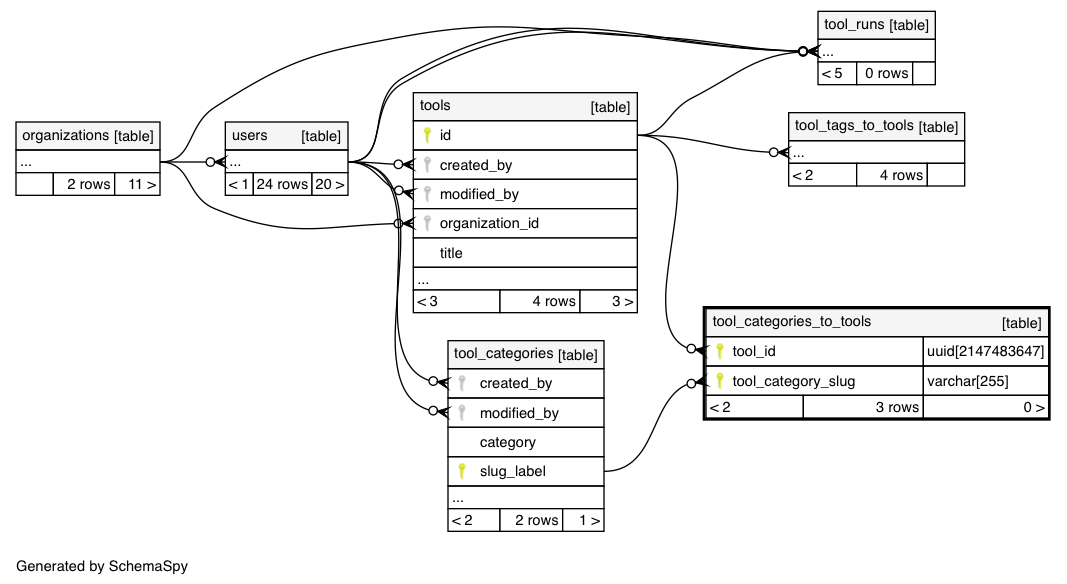 tool_runs [table]
...
< 5 0 rows
organizations [table]
...
2 rows 11 >
users [table]
...
< 1 24 rows 20 >
tools [table]
id
created_by
modified_by
organization_id
title
...
< 3 4 rows 3 >
tool_tags_to_tools [table]
...
< 2 4 rows
tool_categories_to_tools [table]
tool_id uuid[2147483647]
tool_category_slug varchar[255]
< 2 3 rows 0 >
tool_categories [table]
created_by
modified_by
category
slug_label
...
< 2 2 rows 1 >
Generated by SchemaSpy